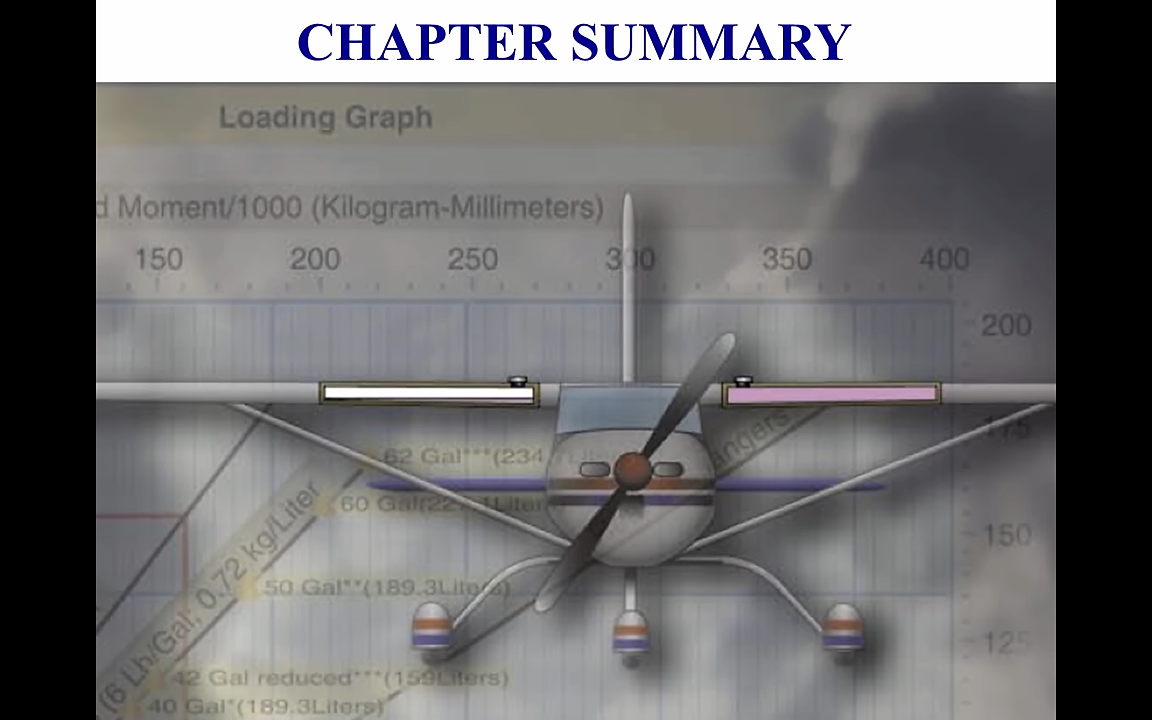 CHAPTER SUMMARY
Loading Graph
d Moment/1000 (Kilogram-Millimeters)
150 200 250 300 350 400
200
175
angers
62 Gal***(234.
60 Gal(22
50 Gal**(189.3Liters)
150
(6 Lb/Gal; 0.72 kg/Liter
125
42 Gal reduced***(159Liters)
40 Gal*(189.3Liters)